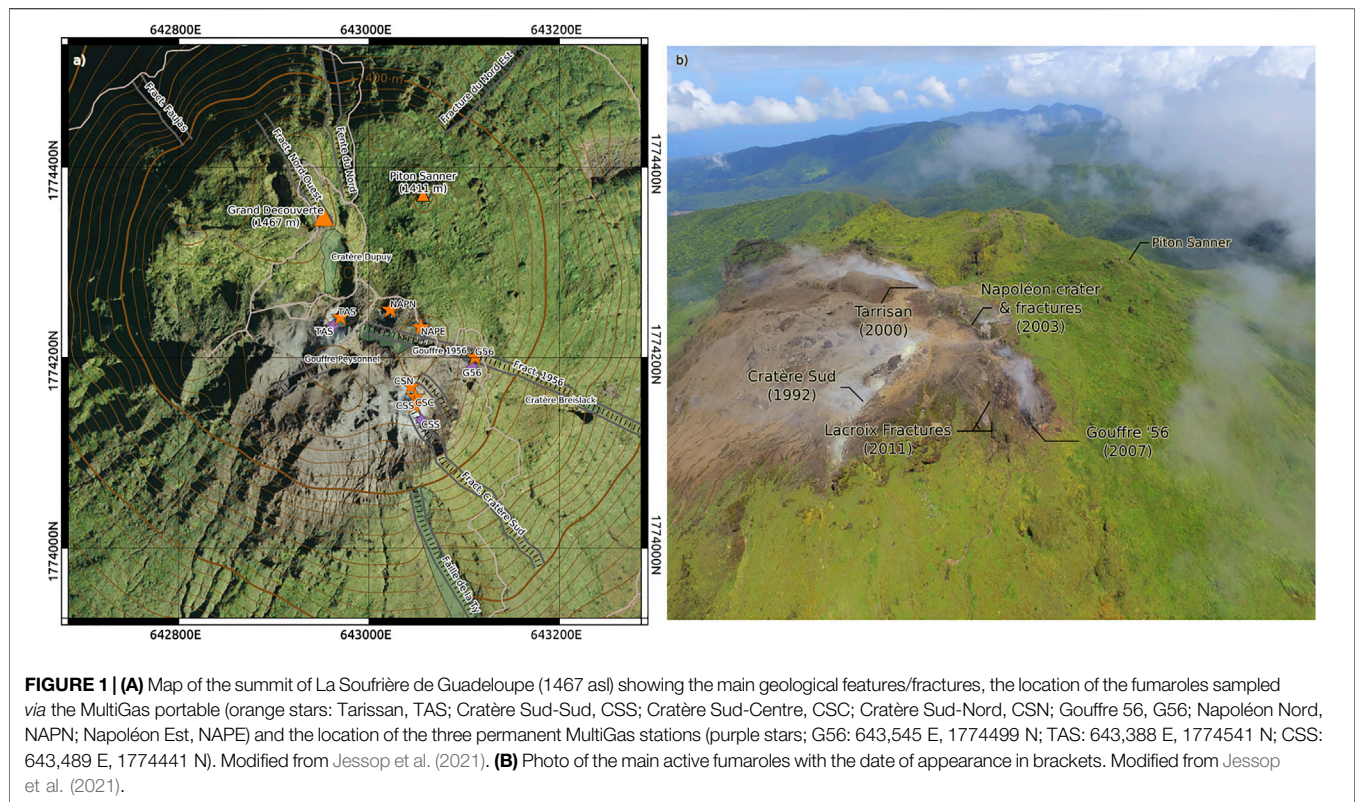 642800E
643000E
643200E
a)
1400 m
Fract. Faujas
Fract. Nord-Ouest
Fente du Nord
Fracture du Nord Est
1774400N
1774400N
Piton Sanner
(1411 m)
Grand Decouverte
(1467 m)
Cratère Dupuy
NAPN
TAS
TAS
NAPE
Gouffre 1956
G56
1774200N
1774200N
Gouffre Peysonnel
G56
Fract. 1956
CSN
CSC
CSS
CSS
Cratère Breislack
Fract. Cratère Sud
1774000N
1774000N
Faille de la Ty
642800E
643000E
643200E
b)
Piton Sanner
Tarrisan
(2000)
Napoléon crater
& fractures
(2003)
Cratère Sud
(1992)
Lacroix Fractures
(2011)
Gouffre '56
(2007)
FIGURE 1 | (A) Map of the summit of La Soufrière de Guadeloupe (1467 asl) showing the main geological features/fractures, the location of the fumaroles sampled
via the MultiGas portable (orange stars: Tarissan, TAS; Cratère Sud-Sud, CSS; Cratère Sud-Centre, CSC; Cratère Sud-Nord, CSN; Gouffre 56, G56; Napoléon Nord,
NAPN; Napoléon Est, NAPE) and the location of the three permanent MultiGas stations (purple stars; G56: 643,545 E, 1774499 N; TAS: 643,388 E, 1774541 N; CSS:
643,489 E, 1774441 N). Modified from Jessop et al. (2021). (B) Photo of the main active fumaroles with the date of appearance in brackets. Modified from Jessop
et al. (2021).